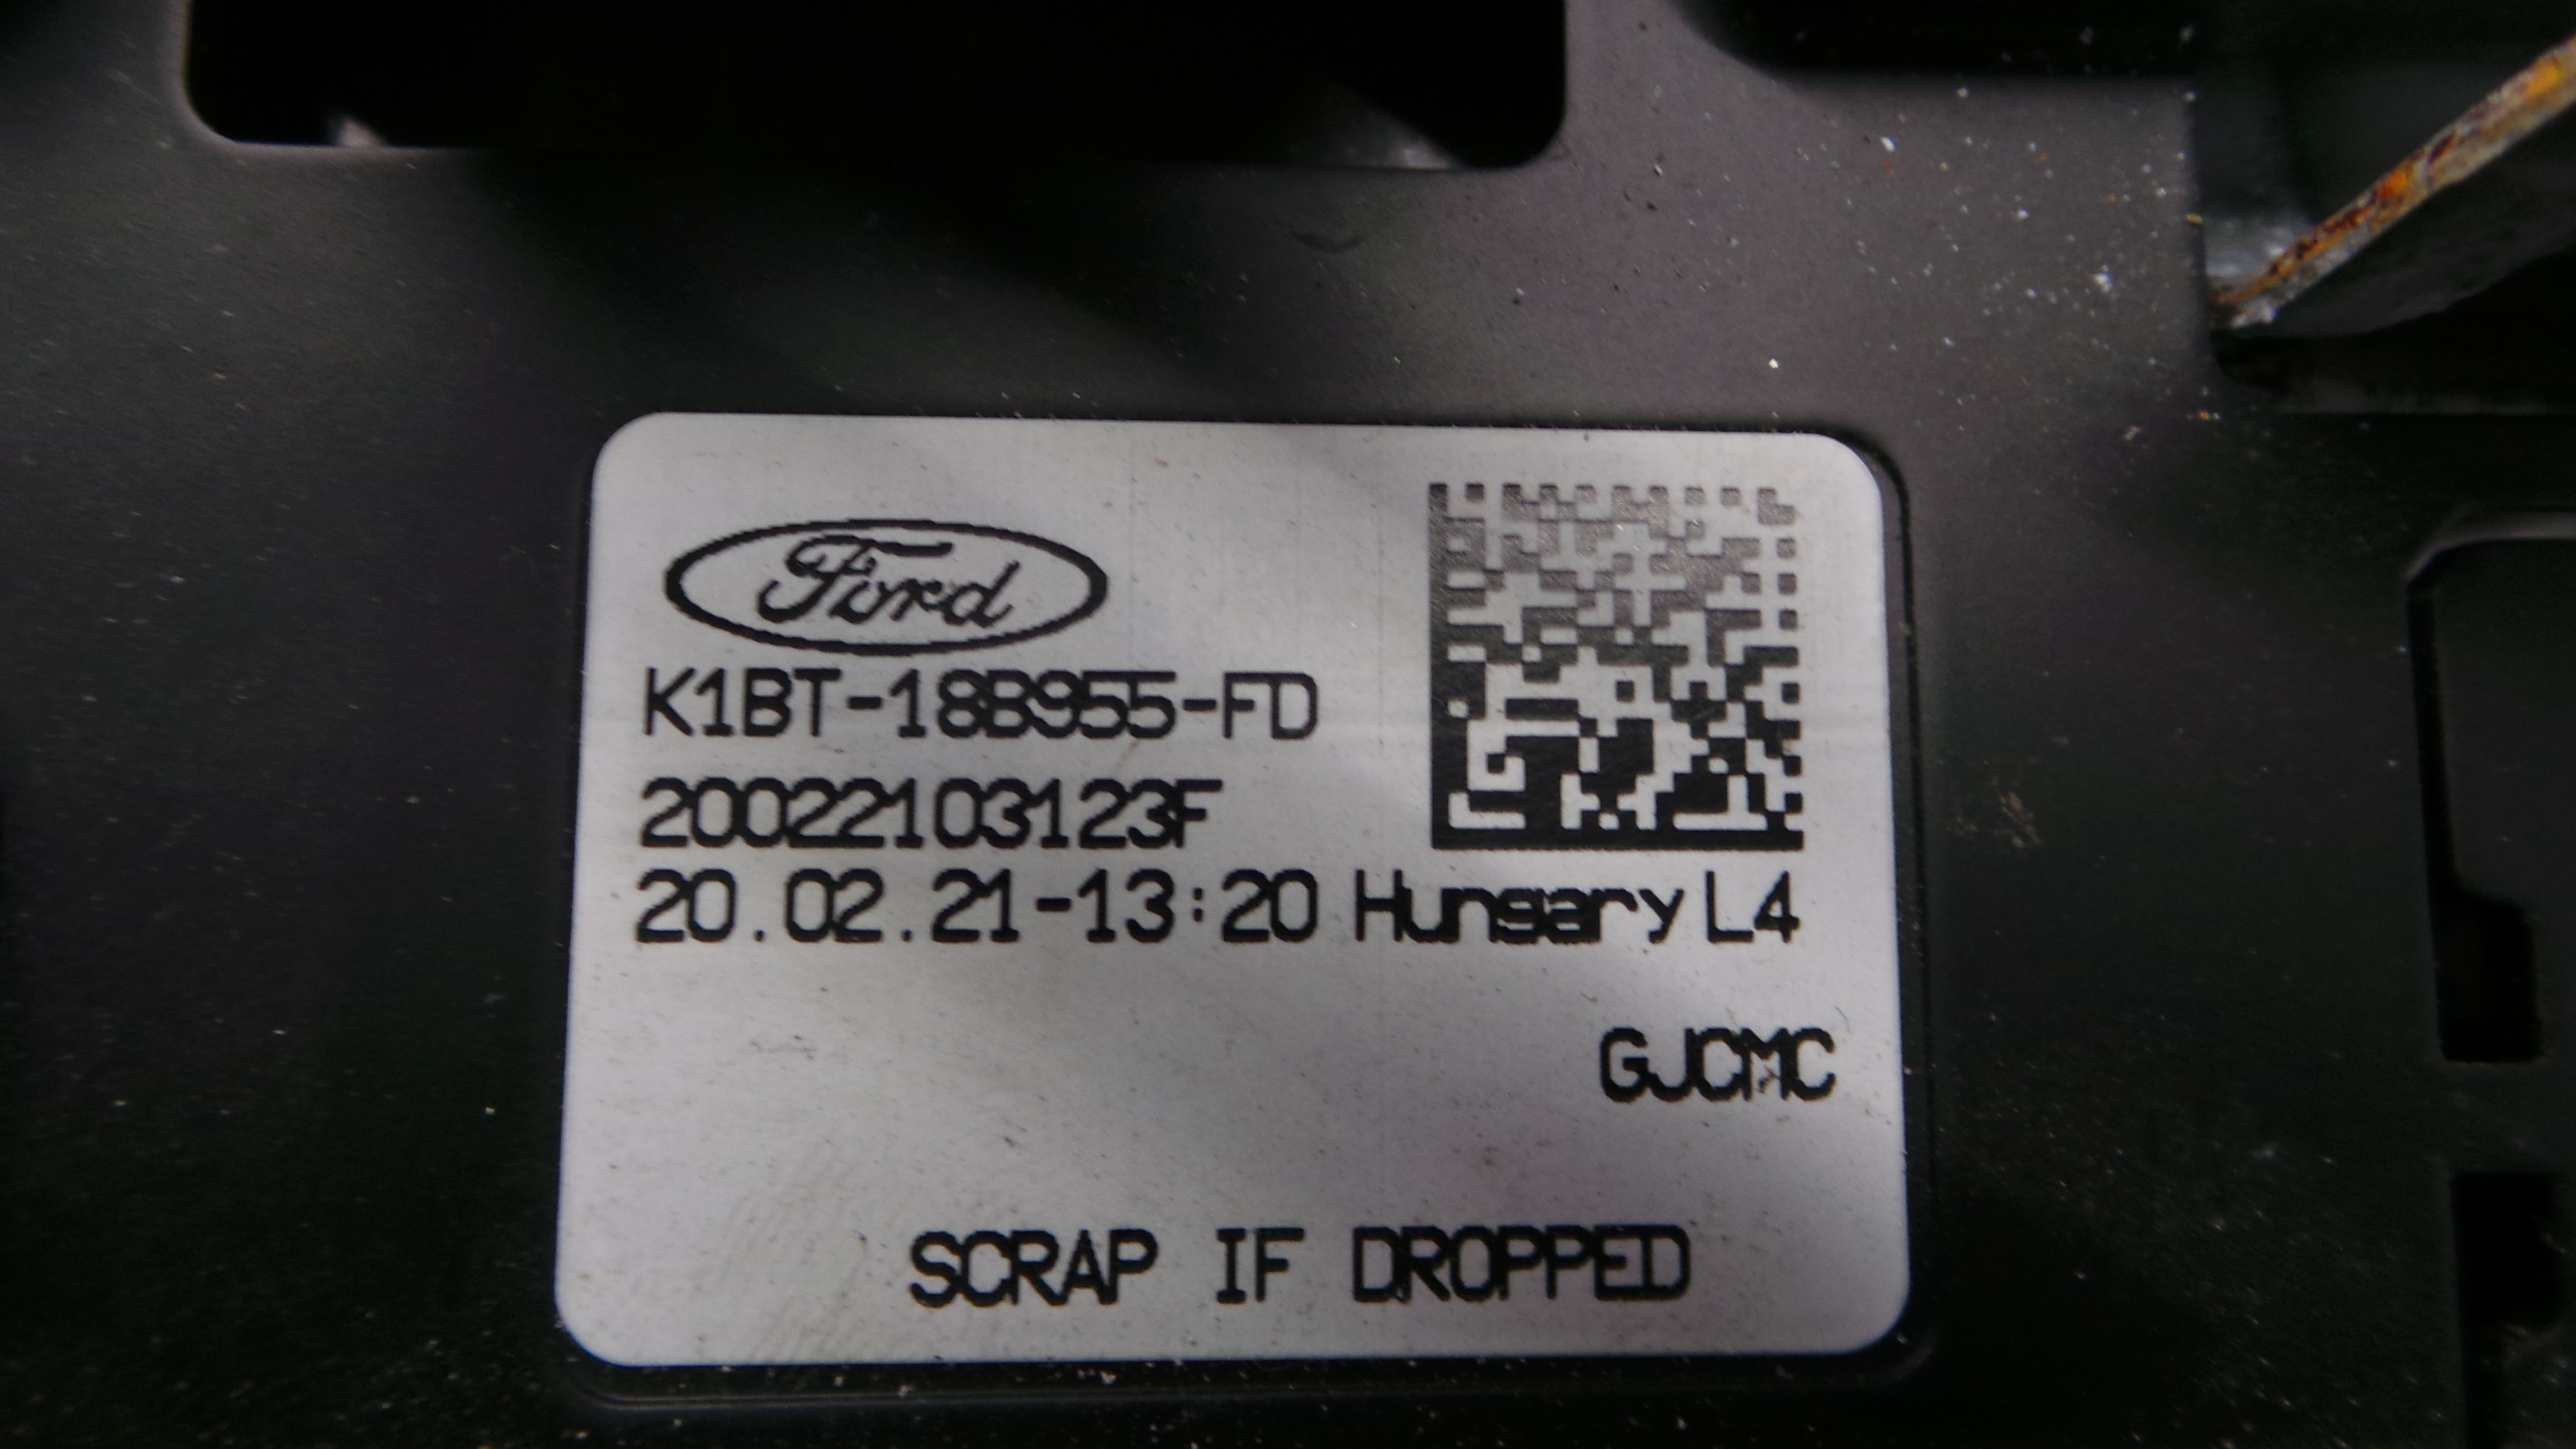 Ford
K1BT-18B955-FD
20022103123F
20.02.21-13:20 Hungary L4
GJCMC
SCRAP IF DROPPED